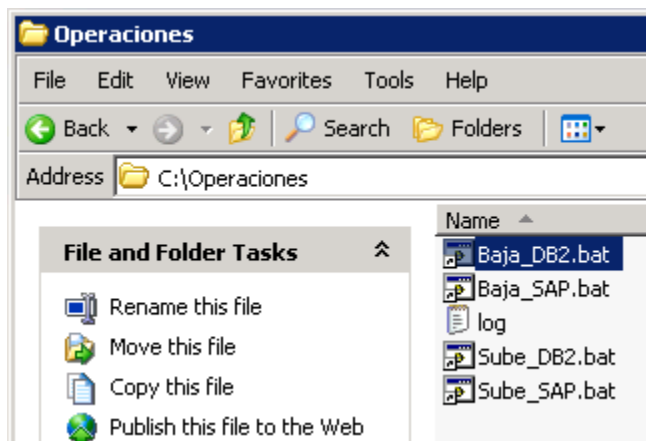 Operaciones
File Edit View Favorites Tools Help
Back Search Folders
Address C:\Operaciones
Name
File and Folder Tasks
Baja_DB2.bat
Rename this file
Baja_SAP.bat
Move this file
log
Copy this file
Sube_DB2.bat
Publish this file to the Web
Sube_SAP.bat